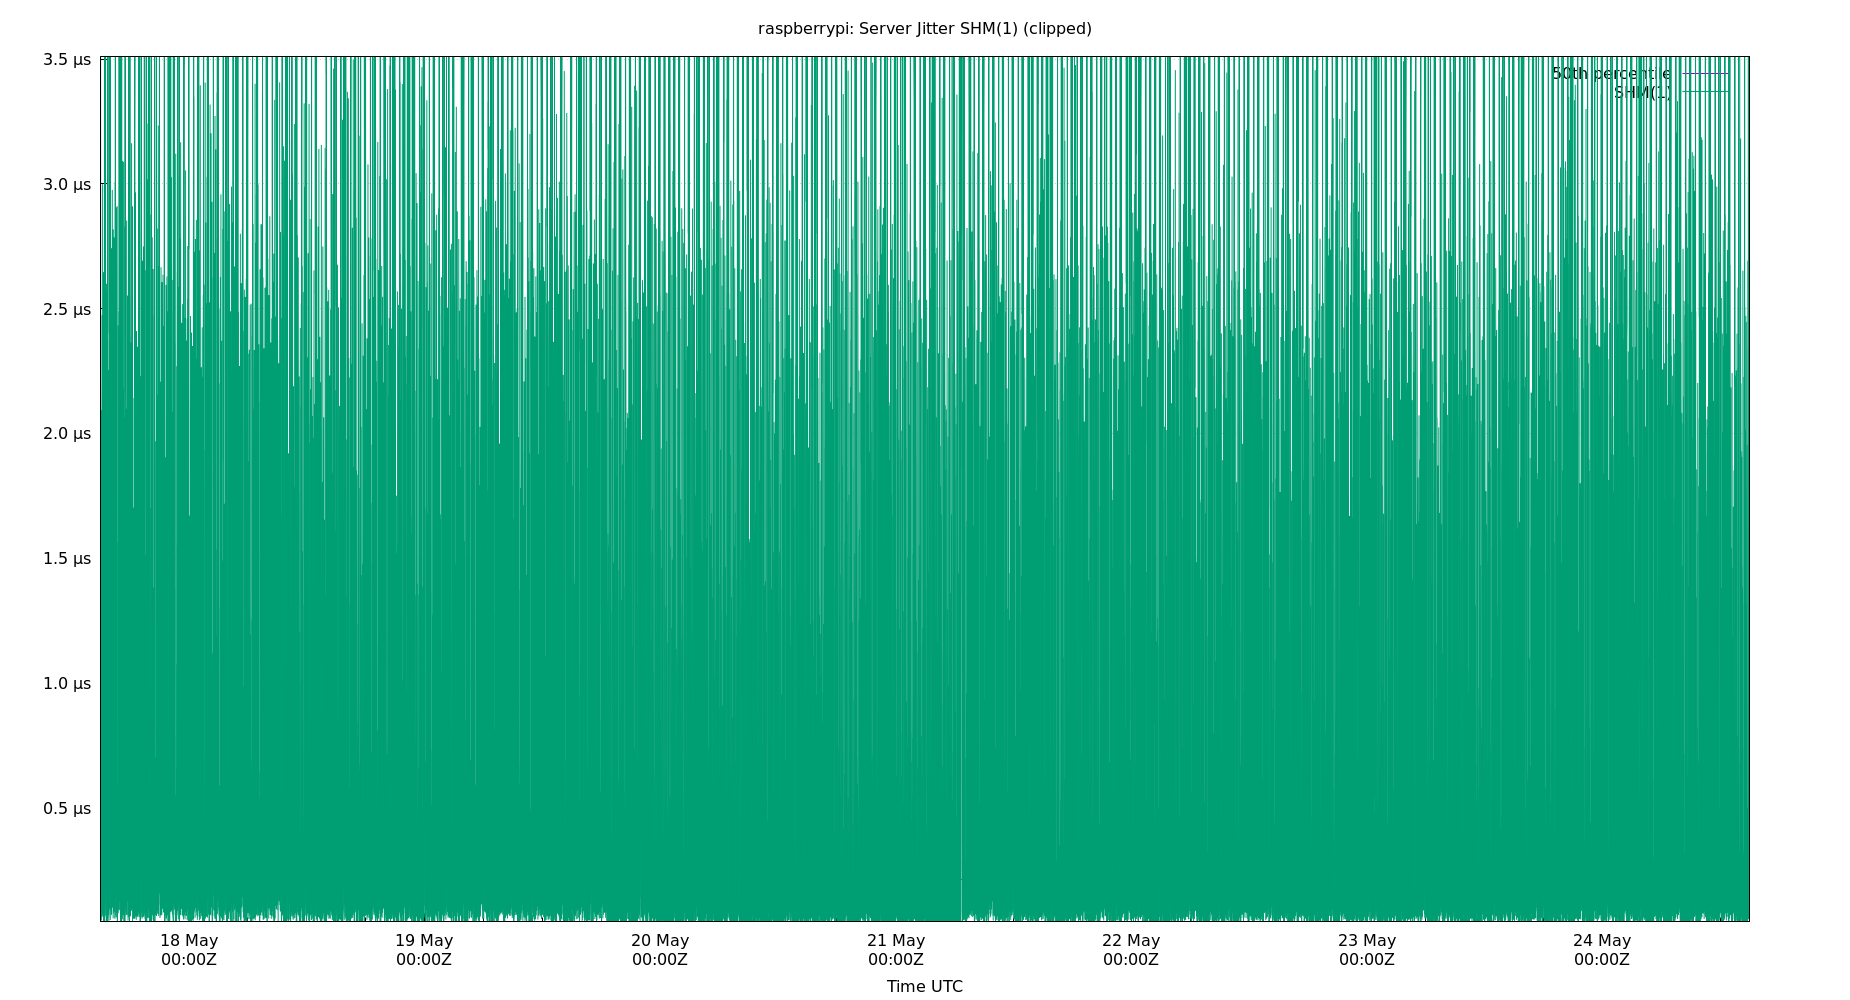 raspberrypi: Server Jitter SHM(1) (clipped)
3.5 µs
3.0 µs
2.5 µs
2.0 µs
1.5 µs
1.0 µs
0.5 µs
50th percentile
SHM(1)
18 May 19 May 20 May 21 May 22 May 23 May 24 May
00:00Z 00:00Z 00:00Z 00:00Z 00:00Z 00:00Z 00:00Z
Time UTC